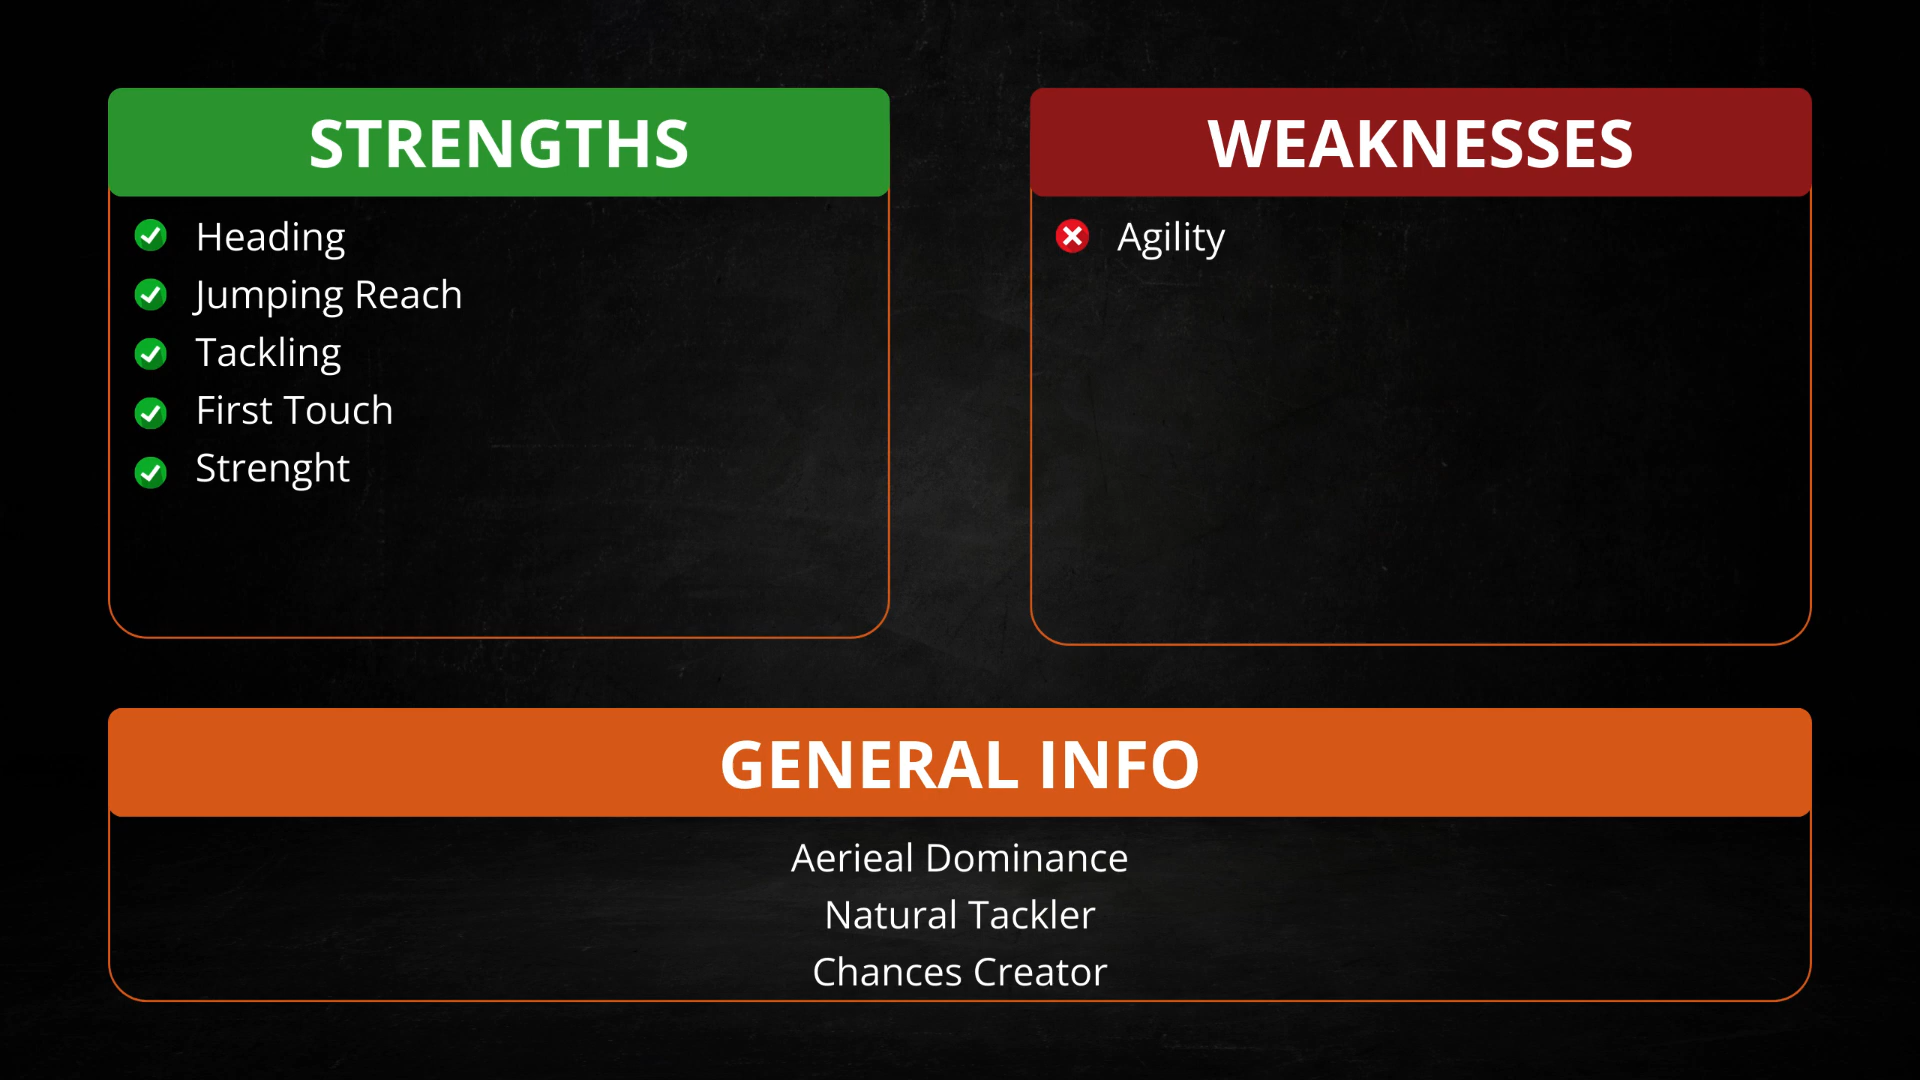 STRENGTHS
Heading
Jumping Reach
Tackling
First Touch
Strenght
WEAKNESSES
Agility
GENERAL INFO
Aerieal Dominance
Natural Tackler
Chances Creator